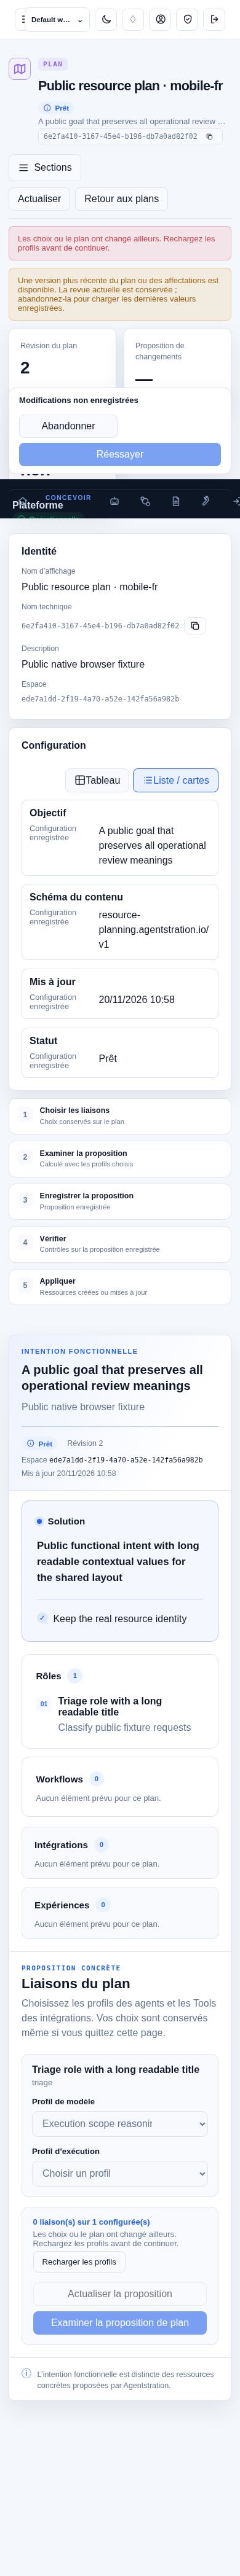 Default w...
PLAN
Public resource plan · mobile-fr
Prêt
A public goal that preserves all operational review ...
6e2fa410-3167-45e4-b196-db7a0ad82f02
Sections
Actualiser
Retour aux plans
Les choix ou le plan ont changé ailleurs. Rechargez les
profils avant de continuer.
Une version plus récente du plan ou des affectations est
disponible. La revue actuelle est conservée ;
abandonnez-la pour charger les dernières valeurs
enregistrées.
Révision du plan
2
Proposition de
changements
—
Modifications non enregistrées
Abandonner
Réessayer
CONCEVOIR
Plateforme
Identité
Nom d'affichage
Public resource plan · mobile-fr
Nom technique
6e2fa410-3167-45e4-b196-db7a0ad82f02
Description
Public native browser fixture
Espace
ede7a1dd-2f19-4a70-a52e-142fa56a982b
Configuration
Tableau
Liste / cartes
Objectif
Configuration
enregistrée
A public goal that
preserves all operational
review meanings
Schéma du contenu
Configuration
enregistrée
resource-
planning.agentstration.io/
v1
Mis à jour
Configuration
enregistrée
20/11/2026 10:58
Statut
Configuration
enregistrée
Prêt
1
Choisir les liaisons
Choix conservés sur le plan
2
Examiner la proposition
Calculé avec les profils choisis
3
Enregistrer la proposition
Proposition enregistrée
4
Vérifier
Contrôles sur la proposition enregistrée
5
Appliquer
Ressources créées ou mises à jour
INTENTION FONCTIONNELLE
A public goal that preserves all
operational review meanings
Public native browser fixture
Prêt
Révision 2
Espace ede7a1dd-2f19-4a70-a52e-142fa56a982b
Mis à jour 20/11/2026 10:58
Solution
Public functional intent with long
readable contextual values for
the shared layout
Keep the real resource identity
Rôles 1
01
Triage role with a long
readable title
Classify public fixture requests
Workflows 0
Aucun élément prévu pour ce plan.
Intégrations 0
Aucun élément prévu pour ce plan.
Expériences 0
Aucun élément prévu pour ce plan.
PROPOSITION CONCRÈTE
Liaisons du plan
Choisissez les profils des agents et les Tools
des intégrations. Vos choix sont conservés
même si vous quittez cette page.
Triage role with a long readable title
triage
Profil de modèle
Execution scope reasonin
Profil d'exécution
Choisir un profil
0 liaison(s) sur 1 configurée(s)
Les choix ou le plan ont changé ailleurs.
Rechargez les profils avant de continuer.
Recharger les profils
Actualiser la proposition
Examiner la proposition de plan
L'intention fonctionnelle est distincte des ressources
concrètes proposées par Agentstration.